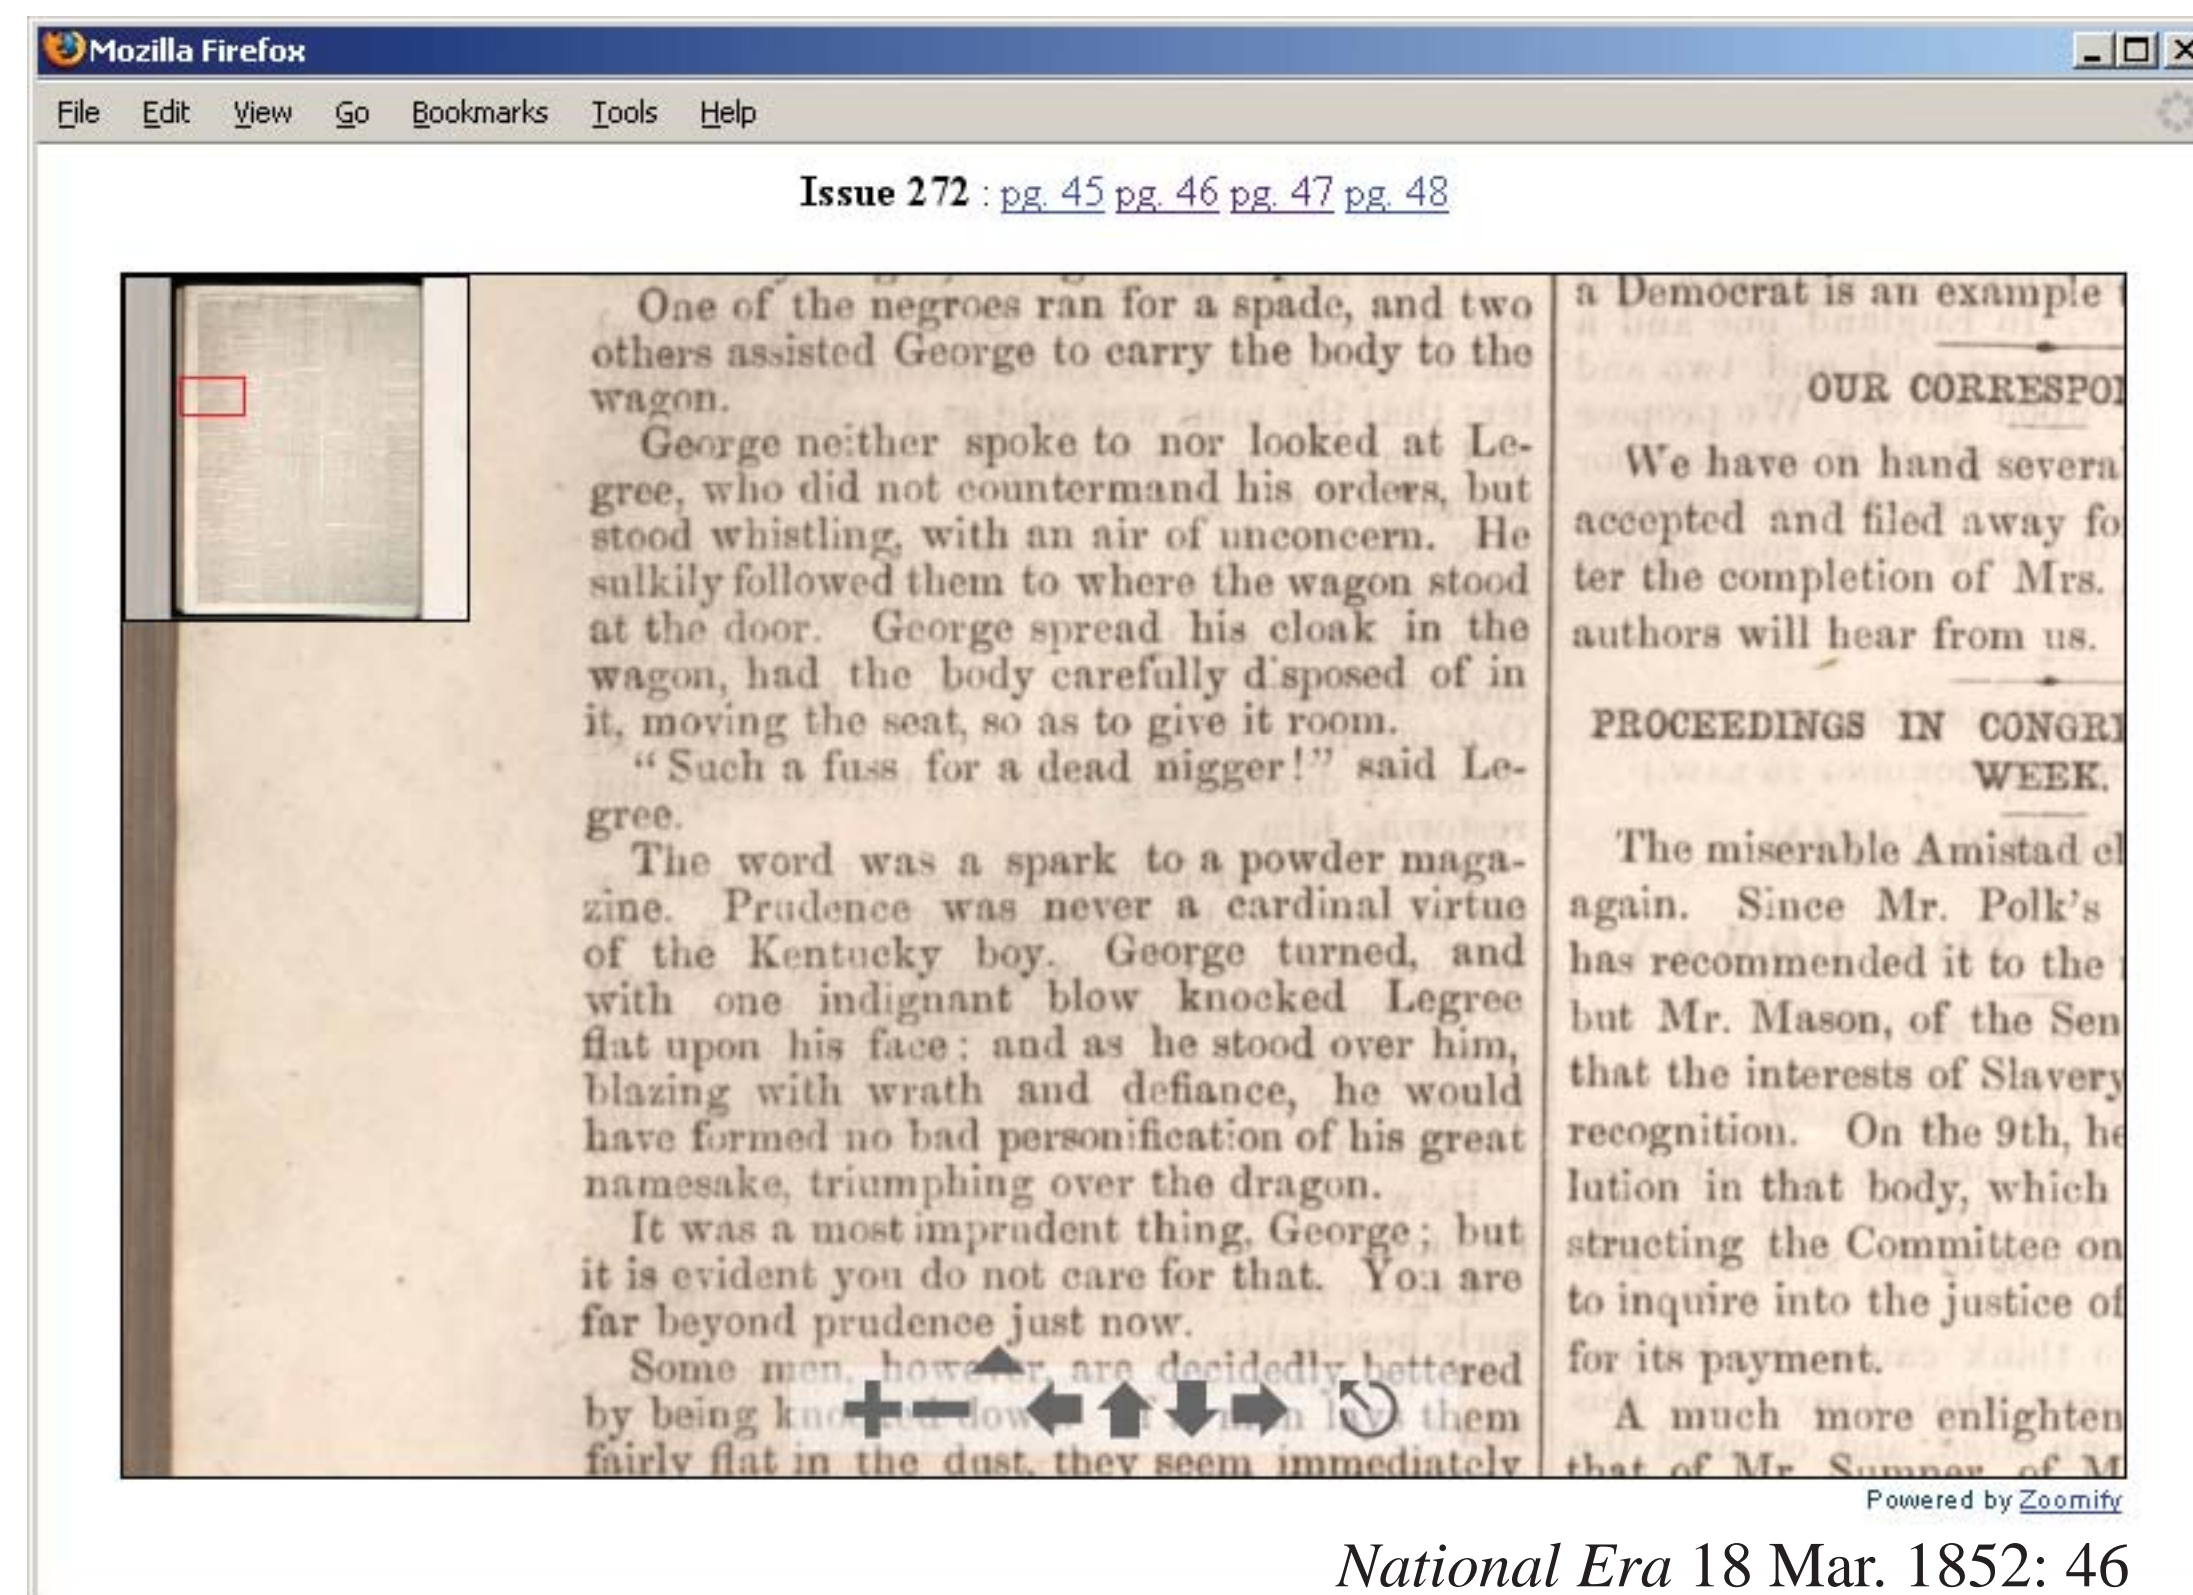 Mozilla Firefox
File Edit View Go Bookmarks Tools Help
Issue 272 : pg. 45 pg. 46 pg. 47 pg. 48
One of the negroes ran for a spade, and two
others assisted George to carry the body to the
wagon.
George neither spoke to nor looked at Le-
gree, who did not countermand his orders, but
stood whistling, with an air of unconcern. He
sulkily followed them to where the wagon stood
at the door. George spread his cloak in the
wagon, had the body carefully disposed of in
it, moving the seat, so as to give it room.
“Such a fuss for a dead nigger!” said Le-
gree.
The word was a spark to a powder maga-
zine. Prudence was never a cardinal virtue
of the Kentucky boy. George turned, and
with one indignant blow knocked Legree
flat upon his face; and as he stood over him,
blazing with wrath and defiance, he would
have formed no bad personification of his great
namesake, triumphing over the dragon.
It was a most imprudent thing, George; but
it is evident you do not care for that. You are
far beyond prudence just now.
Some men, however, are decidedly bettered
by being knocked down. If a man lays them
fairly flat in the dust, they seem immediately
a Democrat is an example
OUR CORRESPON
We have on hand several
accepted and filed away fo
ter the completion of Mrs.
authors will hear from us.
PROCEEDINGS IN CONGRE
WEEK.
The miserable Amistad cl
again. Since Mr. Polk's
has recommended it to the
but Mr. Mason, of the Sen
that the interests of Slavery
recognition. On the 9th, he
lution in that body, which
structing the Committee on
to inquire into the justice of
for its payment.
A much more enlighten
that of Mr. Sumner, of M
Powered by Zoomify
National Era 18 Mar. 1852: 46